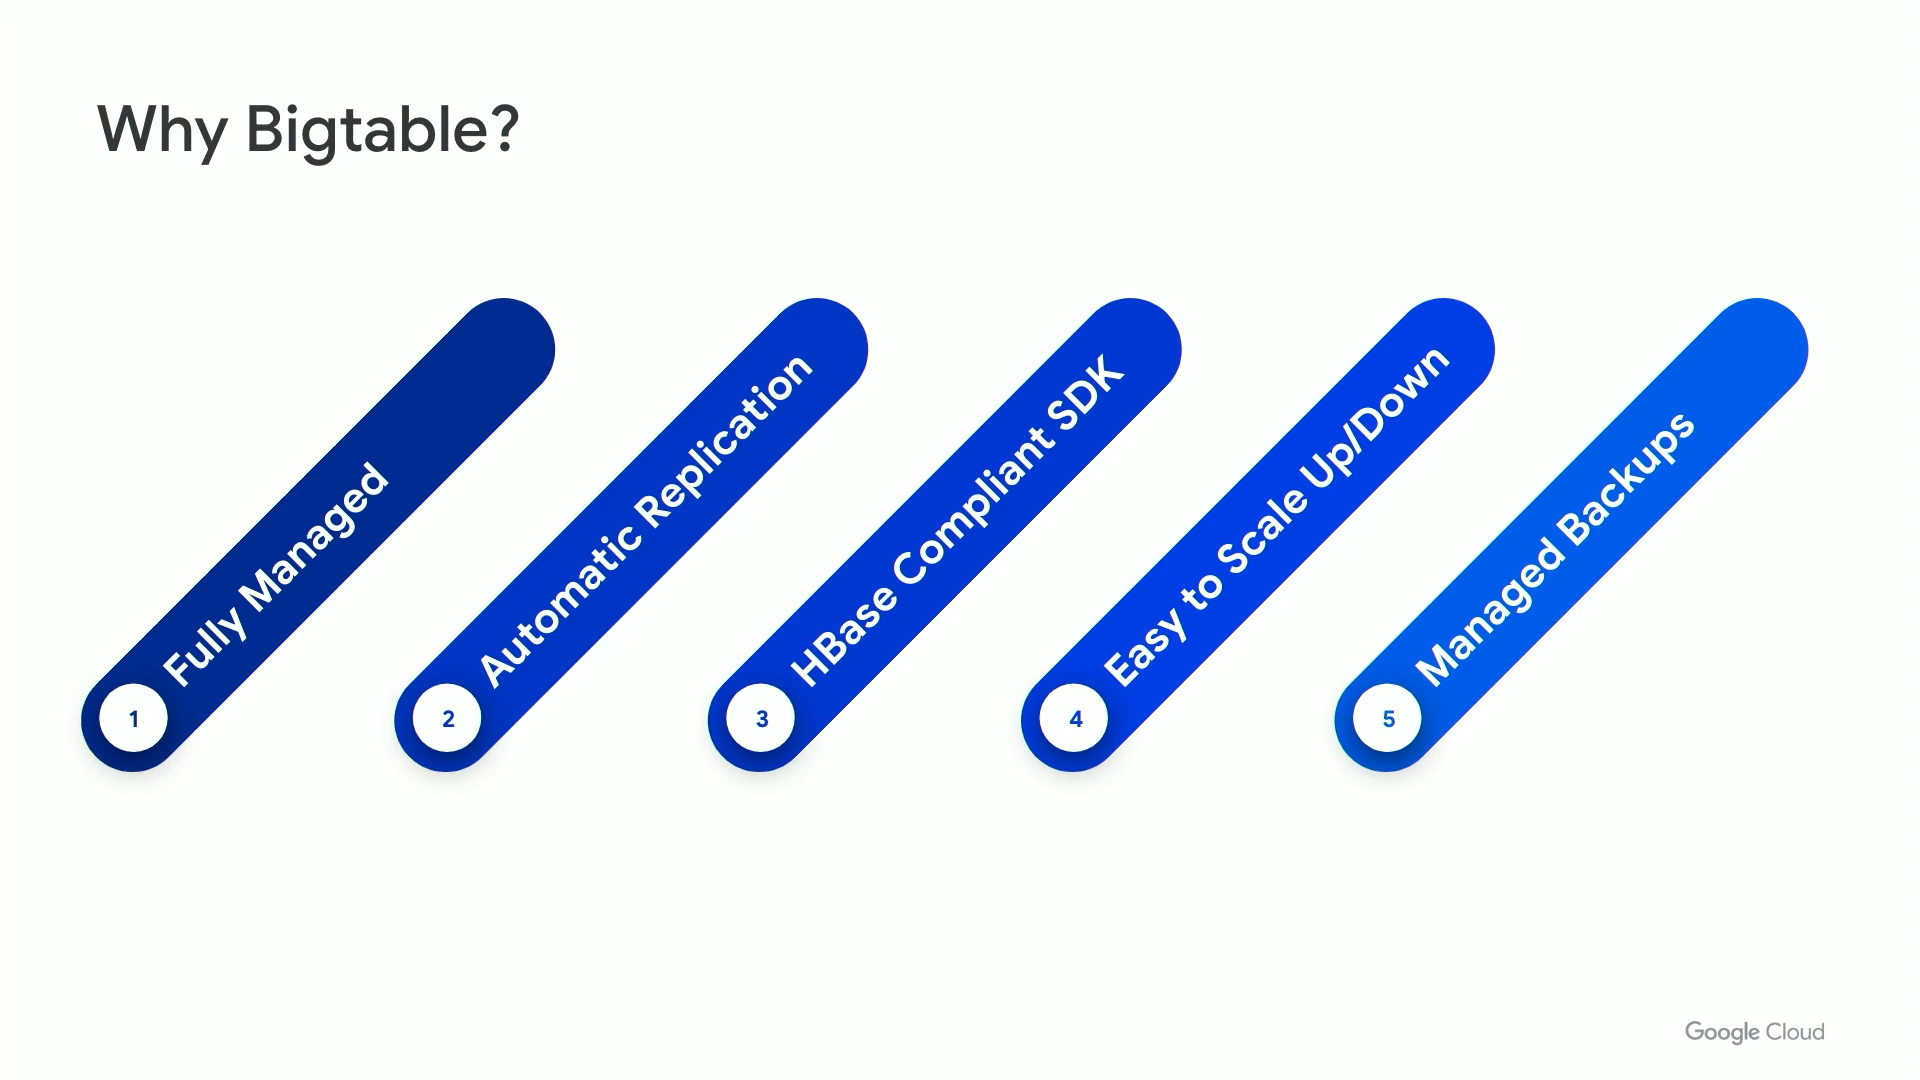 Why Bigtable?
1
Fully Managed
2
Automatic Replication
3
HBase Compliant SDK
4
Easy to Scale Up/Down
5
Managed Backups
Google Cloud